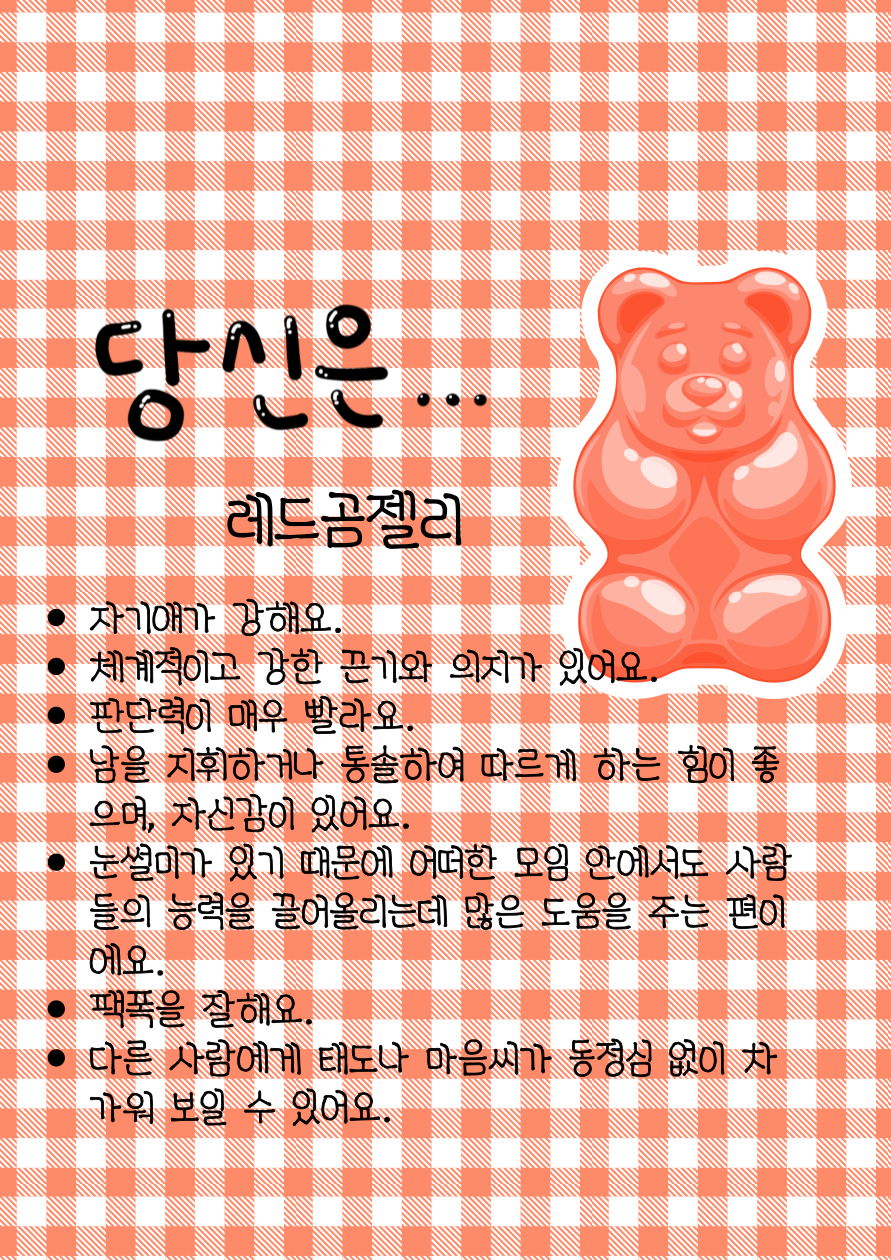 당신은...
레드곰젤리
● 자기애가 강해요.
● 체계적이고 강한 끈기와 의지가 있어요.
● 판단력이 매우 빨라요.
● 남을 지휘하거나 통솔하여 따르게 하는 힘이 좋
으며, 자신감이 있어요.
● 눈썰미가 있기 때문에 어떠한 모임 안에서도 사람
들의 능력을 끌어올리는데 많은 도움을 주는 편이
에요.
● 팩폭을 잘해요.
● 다른 사람에게 태도나 마음씨가 동정심 없이 차
가워 보일 수 있어요.